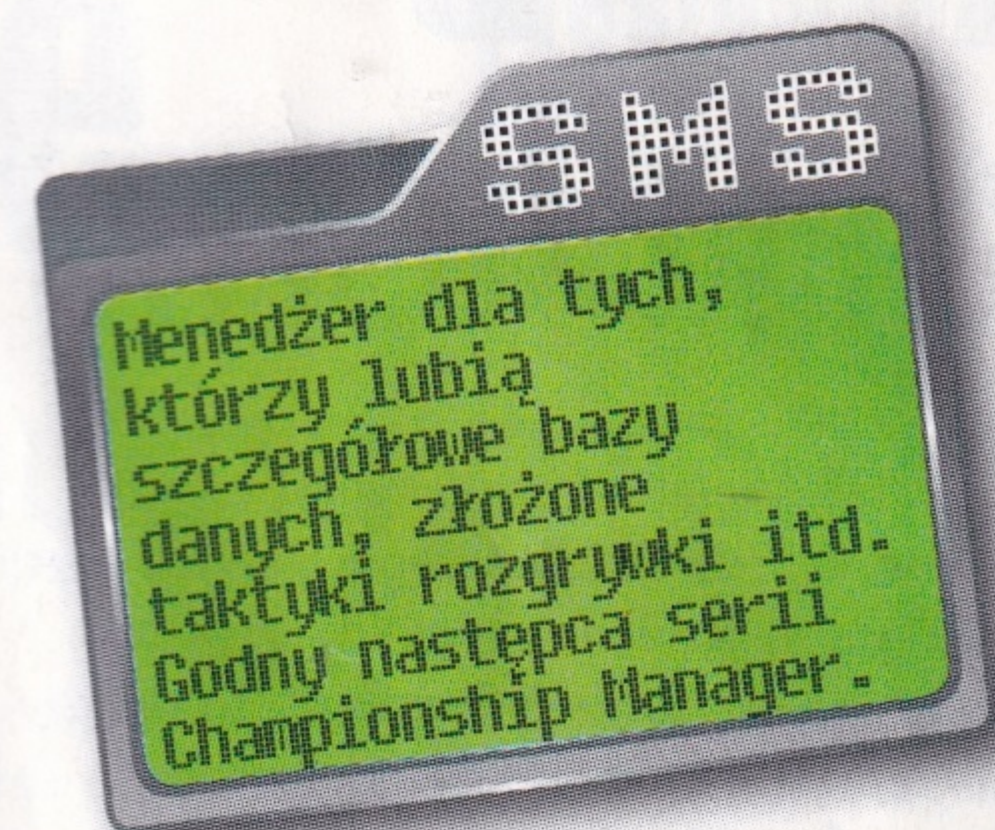 SMS
Menedżer dla tych,
którzy lubią
szczegółowe bazy
danych, złożone
taktyki rozgrywki itd.
Godny następca serii
Championship Manager.